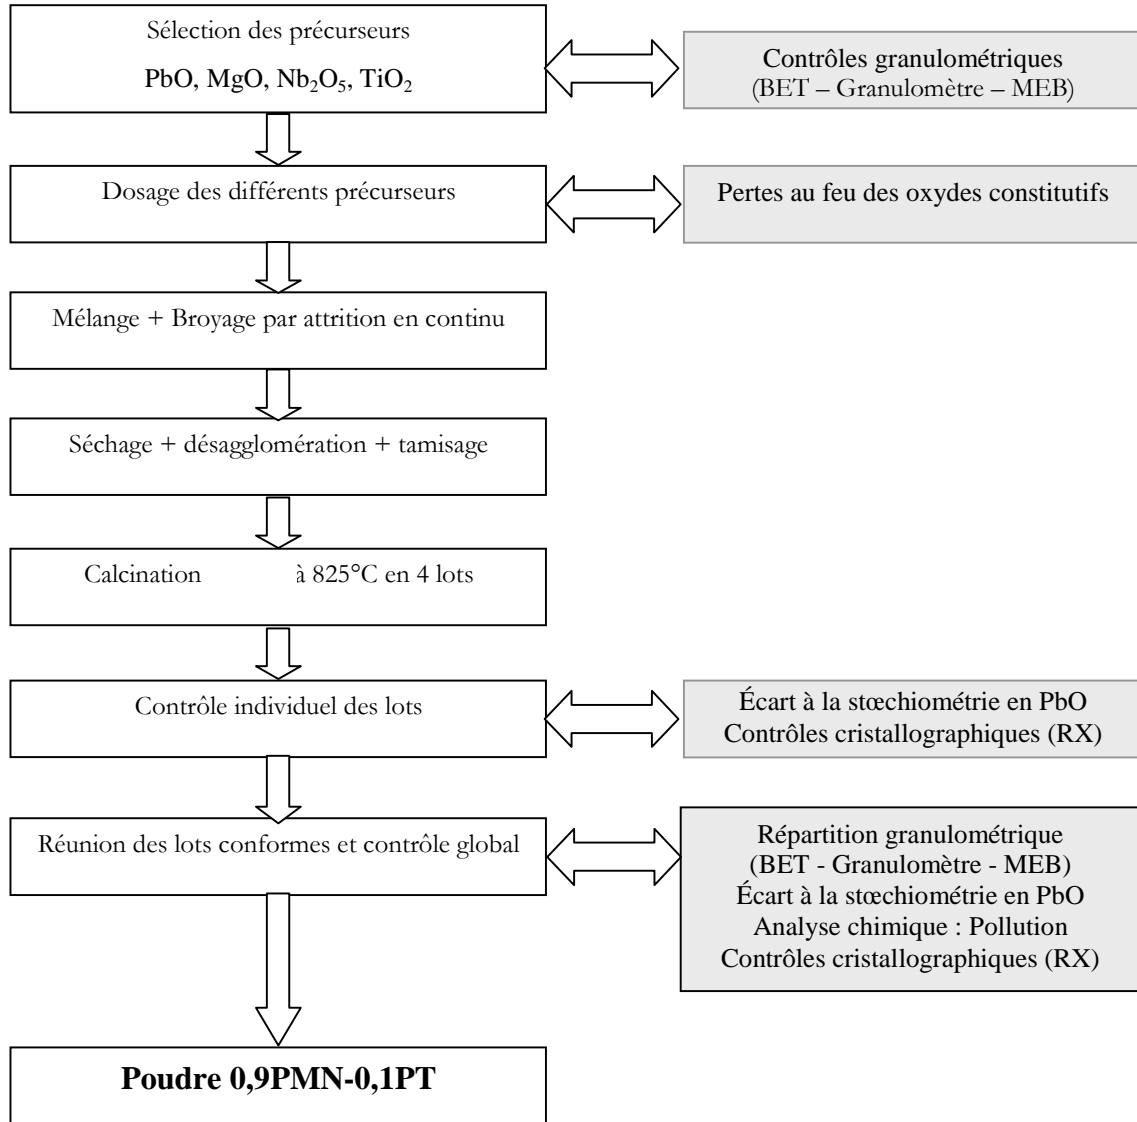 Sélection des précurseurs
PbO, MgO, Nb₂O₅, TiO₂
Contrôles granulométriques
(BET – Granulomètre – MEB)
Dosage des différents précurseurs
Pertes au feu des oxydes constitutifs
Mélange + Broyage par attrition en continu
Séchage + désagglomération + tamisage
Calcination à 825°C en 4 lots
Contrôle individuel des lots
Écart à la stœchiométrie en PbO
Contrôles cristallographiques (RX)
Réunion des lots conformes et contrôle global
Répartition granulométrique
(BET - Granulomètre - MEB)
Écart à la stœchiométrie en PbO
Analyse chimique : Pollution
Contrôles cristallographiques (RX)
Poudre 0,9PMN-0,1PT